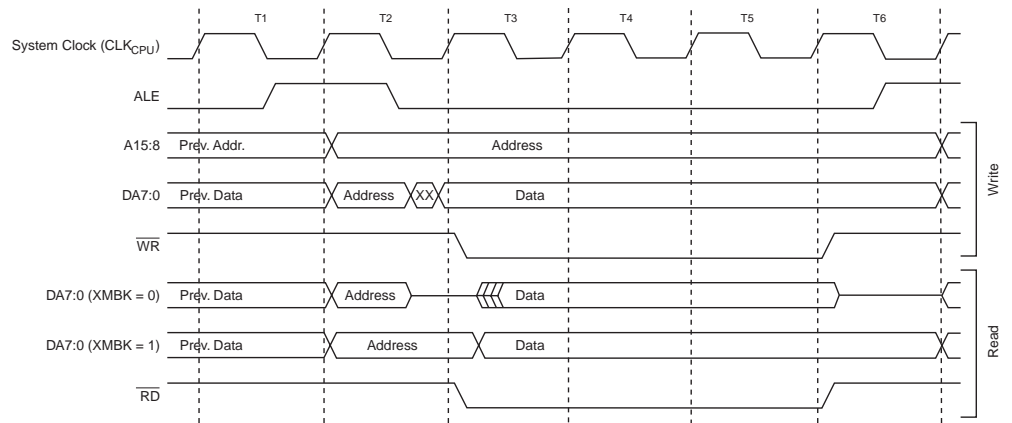 T1 T2 T3 T4 T5 T6
System Clock (CLKCPU)
ALE
A15:8 Prev. Addr. Address
DA7:0 Prev. Data Address XX Data
WR
DA7:0 (XMBK = 0) Prev. Data Address Data
DA7:0 (XMBK = 1) Prev. Data Address Data
RD
Write
Read